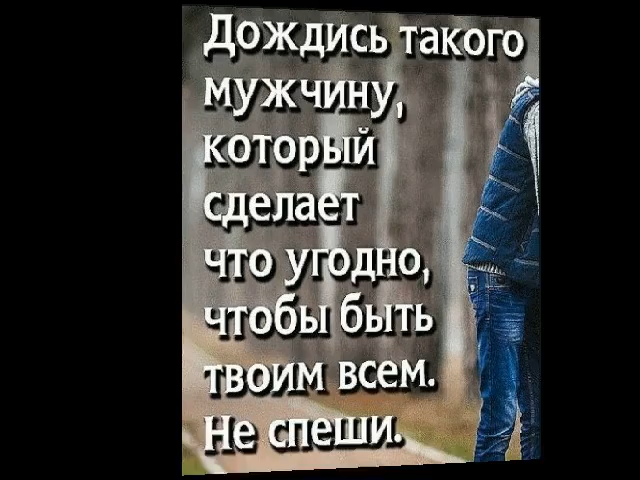 Дождись такого
мужчину,
который
сделает
что угодно,
чтобы быть
твоим всем.
Не спеши.